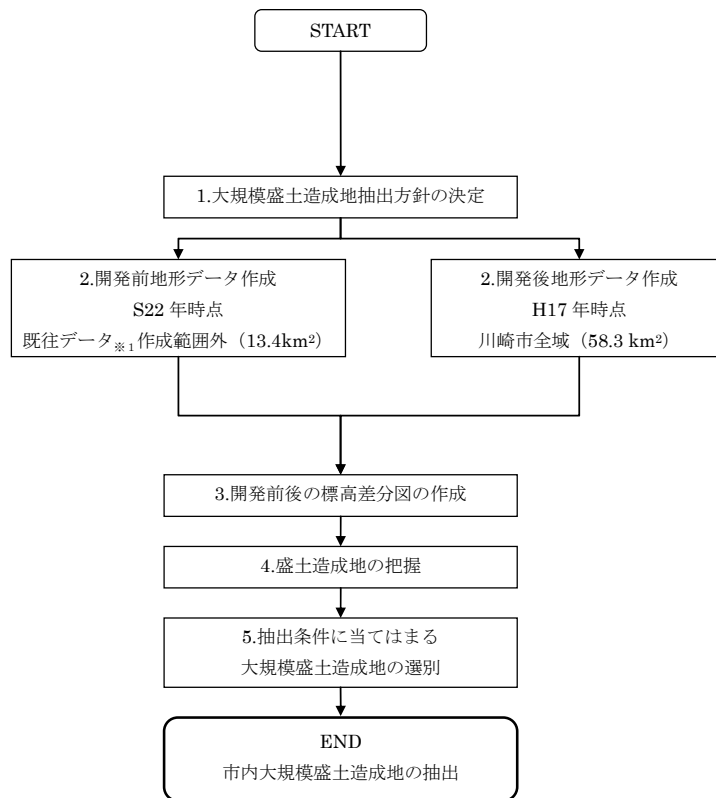 START
1.大規模盛土造成地抽出方針の決定
2.開発前地形データ作成
S22 年時点
既往データ※1作成範囲外（13.4km²）
2.開発後地形データ作成
H17 年時点
川崎市全域（58.3 km²）
3.開発前後の標高差分図の作成
4.盛土造成地の把握
5.抽出条件に当てはまる
大規模盛土造成地の選別
END
市内大規模盛土造成地の抽出